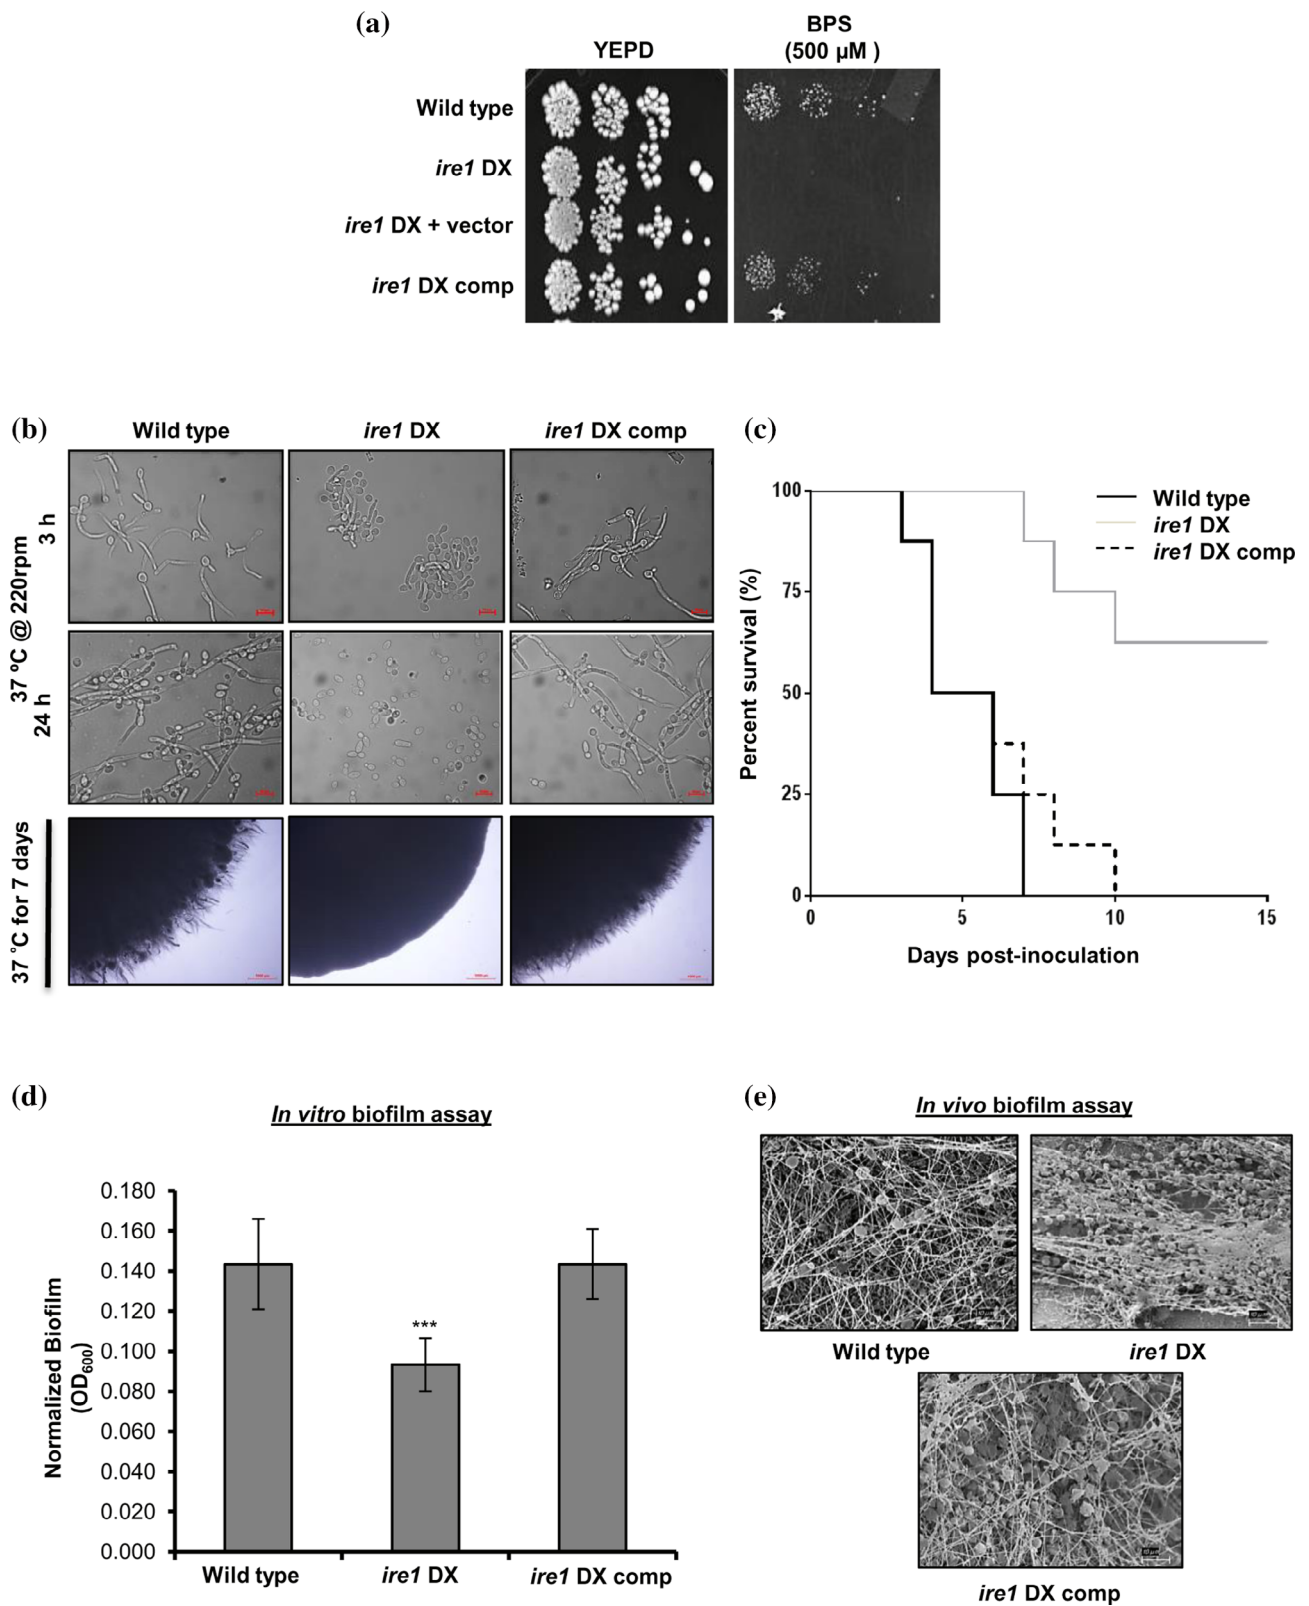 (a)
YEPD
BPS
(500 µM )
Wild type
ire1 DX
ire1 DX + vector
ire1 DX comp
(b)
Wild type
ire1 DX
ire1 DX comp
37 °C @ 220rpm
3 h
24 h
37 °C for 7 days
(c)
Percent survival (%)
100
75
50
25
0
0
5
10
15
Days post-inoculation
Wild type
ire1 DX
ire1 DX comp
(d)
In vitro biofilm assay
Normalized Biofilm
(OD600)
0.180
0.160
0.140
0.120
0.100
0.080
0.060
0.040
0.020
0.000
***
Wild type
ire1 DX
ire1 DX comp
(e)
In vivo biofilm assay
Wild type
ire1 DX
ire1 DX comp